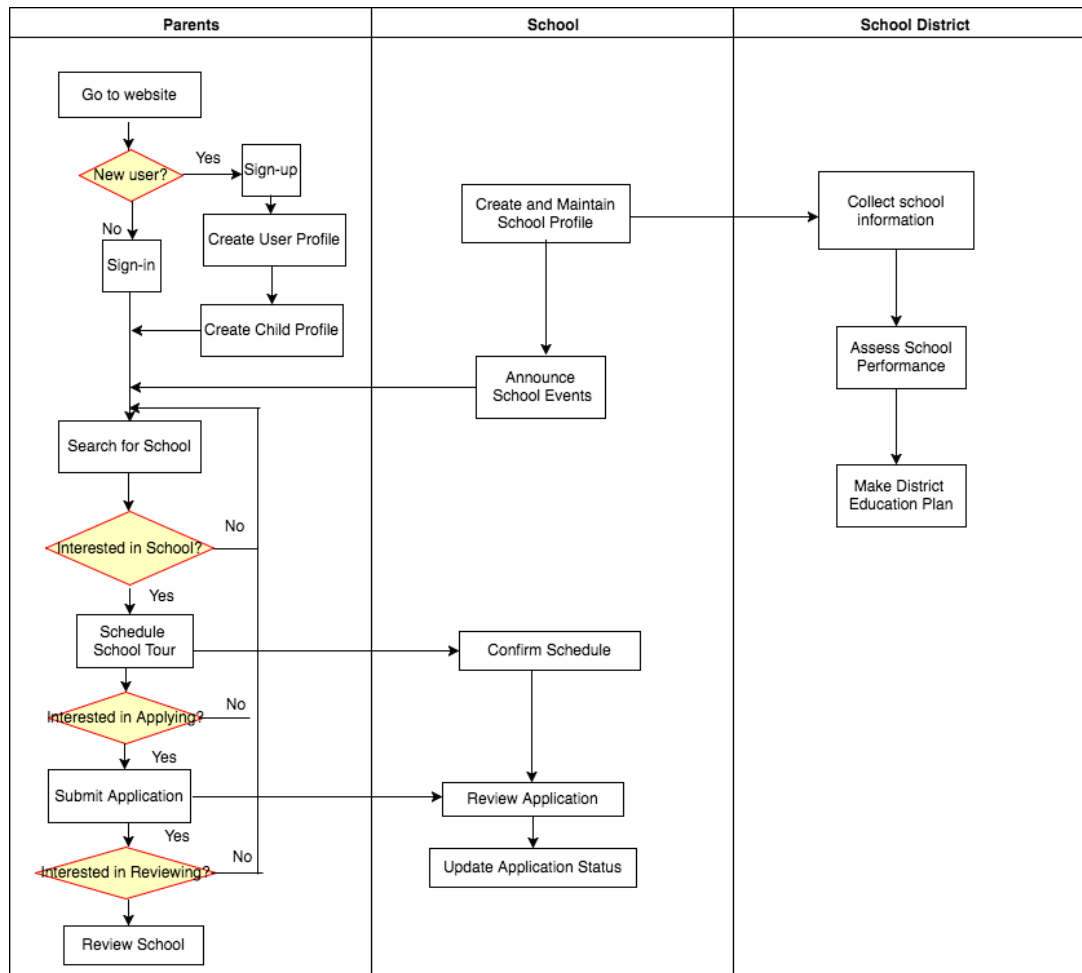 Parents
School
School District
Go to website
New user?
Yes
Sign-up
No
Create User Profile
Sign-in
Create Child Profile
Create and Maintain
School Profile
Collect school
information
Announce
School Events
Assess School
Performance
Search for School
Make District
Education Plan
Interested in School?
No
Yes
Schedule
School Tour
Confirm Schedule
Interested in Applying?
No
Yes
Submit Application
Review Application
Yes
Interested in Reviewing?
No
Update Application Status
Review School